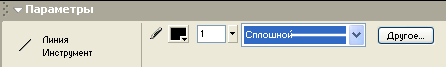 Параметры
Линия
Инструмент
1
Сплошной
Другое...